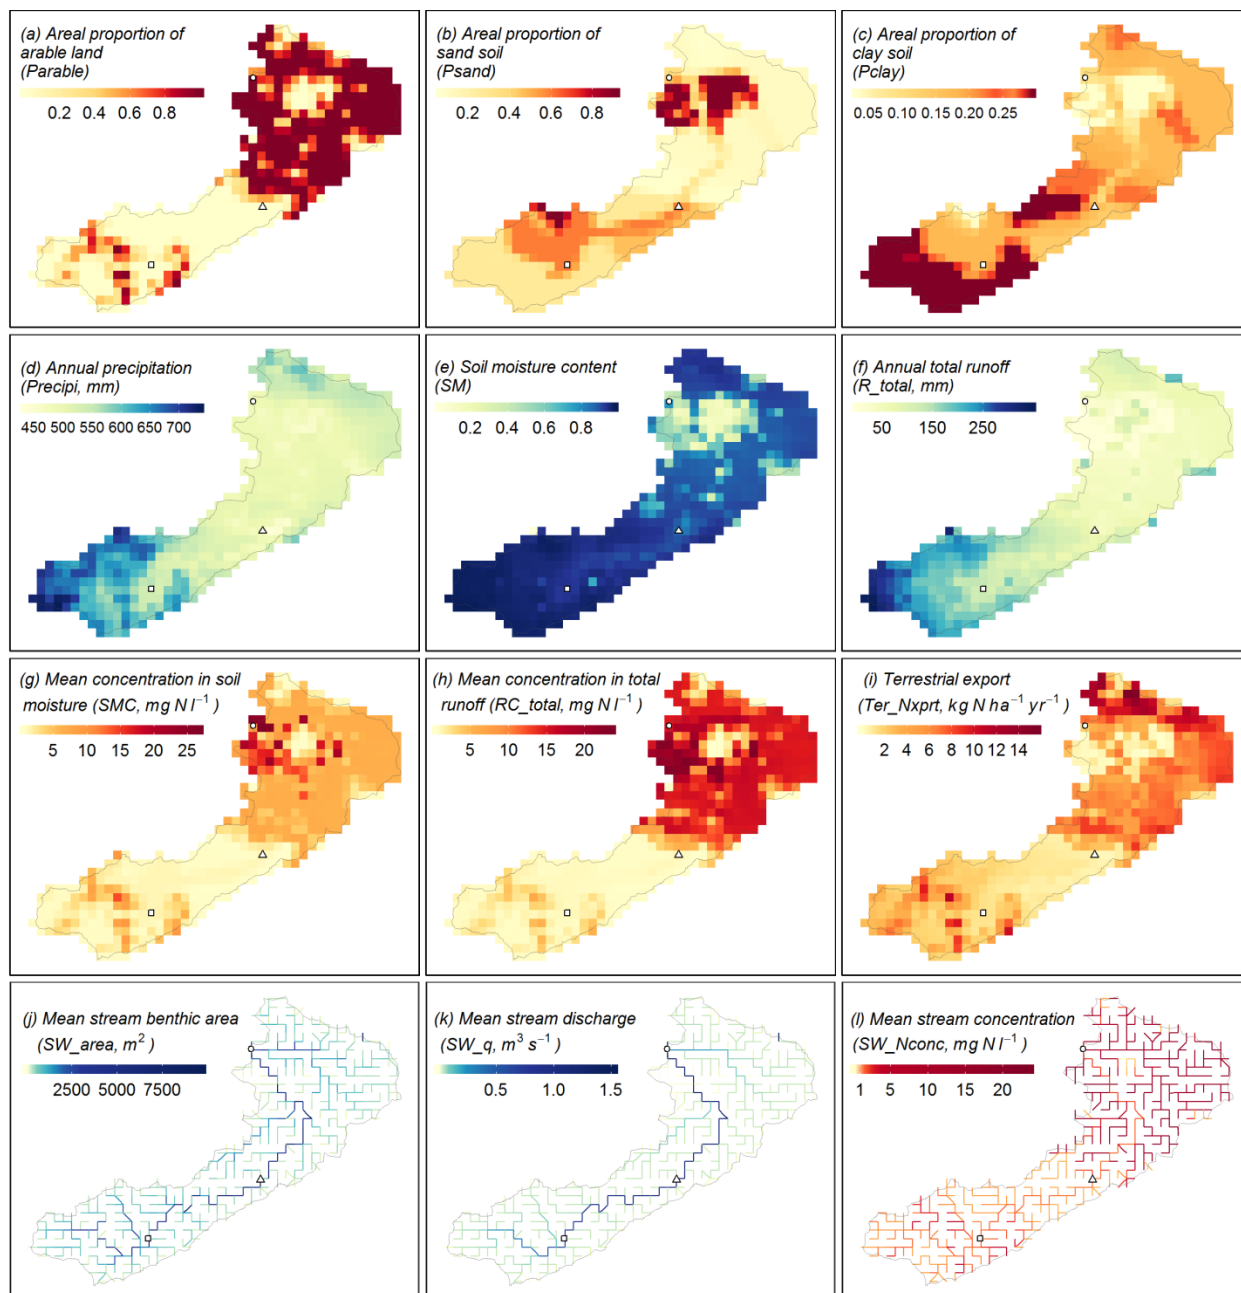 (a) Areal proportion of
arable land
(Parable)
0.2 0.4 0.6 0.8
(b) Areal proportion of
sand soil
(Psand)
0.2 0.4 0.6 0.8
(c) Areal proportion of
clay soil
(Pclay)
0.05 0.10 0.15 0.20 0.25
(d) Annual precipitation
(Precipi, mm)
450 500 550 600 650 700
(e) Soil moisture content
(SM)
0.2 0.4 0.6 0.8
(f) Annual total runoff
(R_total, mm)
50 150 250
(g) Mean concentration in soil
moisture (SMC, mg N l⁻¹ )
5 10 15 20 25
(h) Mean concentration in total
runoff (RC_total, mg N l⁻¹ )
5 10 15 20
(i) Terrestrial export
(Ter_Nxprt, kg N ha⁻¹ yr⁻¹ )
2 4 6 8 10 12 14
(j) Mean stream benthic area
(SW_area, m² )
2500 5000 7500
(k) Mean stream discharge
(SW_q, m³ s⁻¹ )
0.5 1.0 1.5
(l) Mean stream concentration
(SW_Nconc, mg N l⁻¹ )
1 5 10 15 20